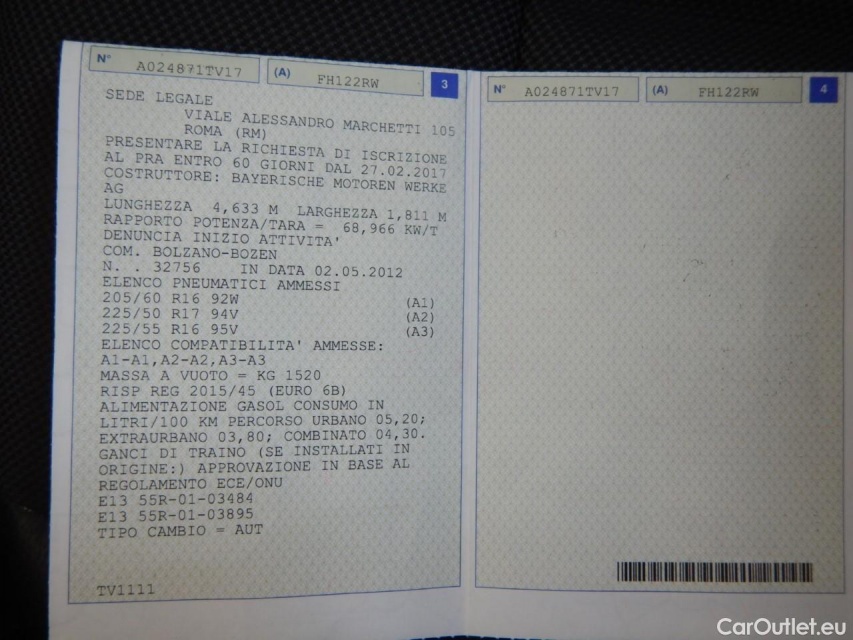 N° A024871TV17 (A) FH122RW 3
SEDE LEGALE
VIALE ALESSANDRO MARCHETTI 105
ROMA (RM)
PRESENTARE LA RICHIESTA DI ISCRIZIONE
AL PRA ENTRO 60 GIORNI DAL 27.02.2017
COSTRUTTORE: BAYERISCHE MOTOREN WERKE
AG
LUNGHEZZA 4,633 M LARGHEZZA 1,811 M
RAPPORTO POTENZA/TARA = 68,966 KW/T
DENUNCIA INIZIO ATTIVITA'
COM. BOLZANO-BOZEN
N. . 32756 IN DATA 02.05.2012
ELENCO PNEUMATICI AMMESSI
205/60 R16 92W (A1)
225/50 R17 94V (A2)
225/55 R16 95V (A3)
ELENCO COMPATIBILITA' AMMESSE:
A1-A1,A2-A2,A3-A3
MASSA A VUOTO = KG 1520
RISP REG 2015/45 (EURO 6B)
ALIMENTAZIONE GASOL CONSUMO IN
LITRI/100 KM PERCORSO URBANO 05,20;
EXTRAURBANO 03,80; COMBINATO 04,30.
GANCI DI TRAINO (SE INSTALLATI IN
ORIGINE:) APPROVAZIONE IN BASE AL
REGOLAMENTO ECE/ONU
E13 55R-01-03484
E13 55R-01-03895
TIPO CAMBIO = AUT
TV1111
N° A024871TV17 (A) FH122RW 4
CarOutlet.eu